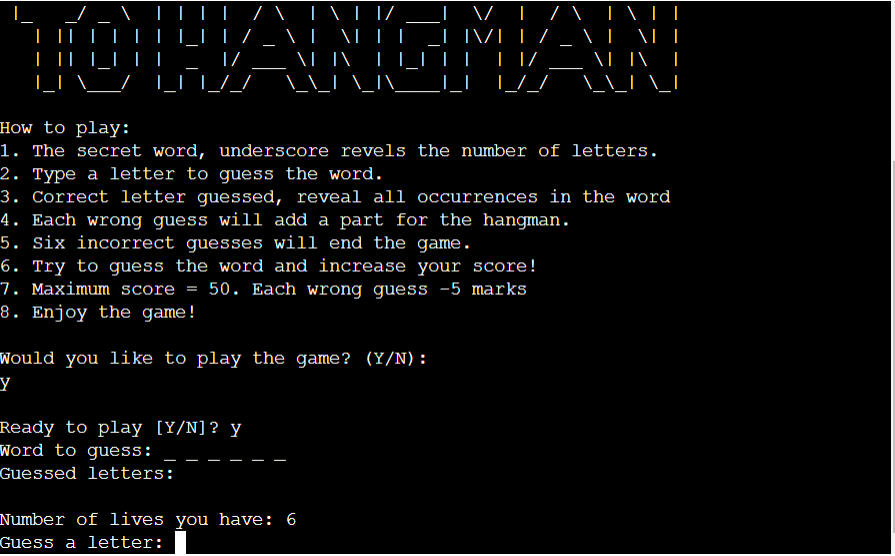 TO HANGMAN
How to play:
1. The secret word, underscore revels the number of letters.
2. Type a letter to guess the word.
3. Correct letter guessed, reveal all occurrences in the word
4. Each wrong guess will add a part for the hangman.
5. Six incorrect guesses will end the game.
6. Try to guess the word and increase your score!
7. Maximum score = 50. Each wrong guess -5 marks
8. Enjoy the game!
Would you like to play the game? (Y/N):
y
Ready to play [Y/N]? y
Word to guess: _ _ _ _ _ _
Guessed letters:
Number of lives you have: 6
Guess a letter: